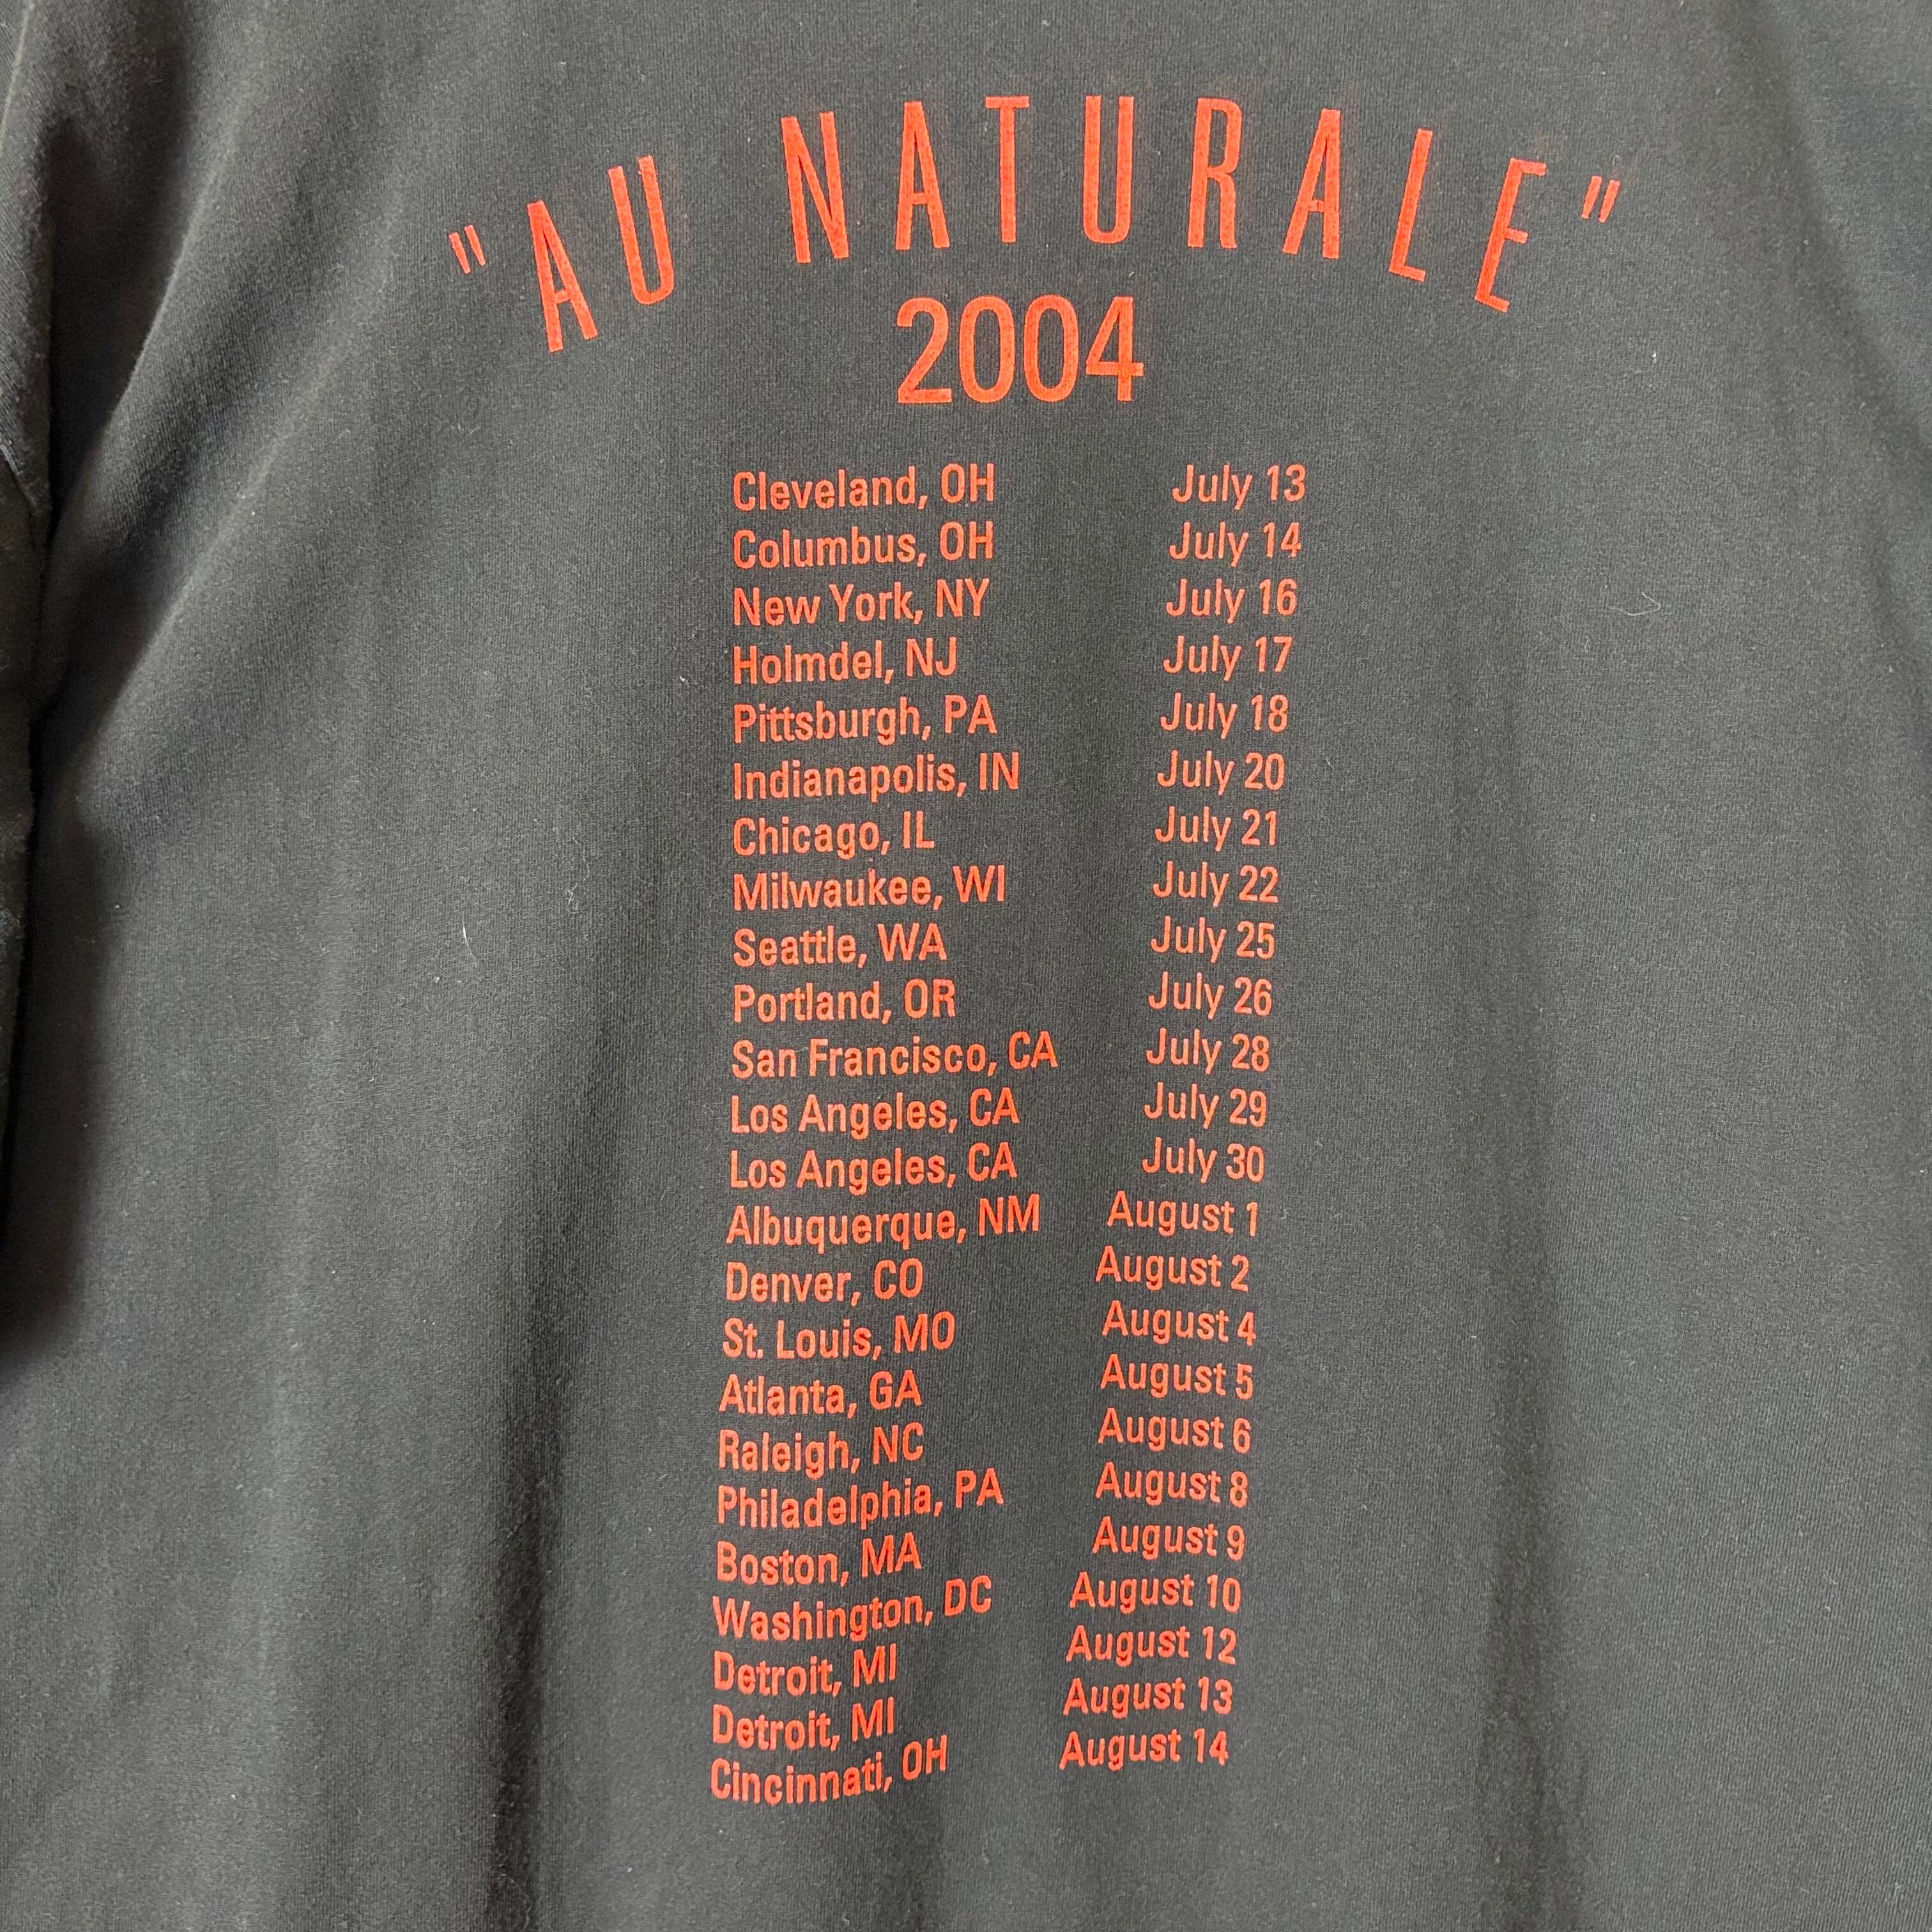 "AU NATURALE"
2004
Cleveland, OH July 13
Columbus, OH July 14
New York, NY July 16
Holmdel, NJ July 17
Pittsburgh, PA July 18
Indianapolis, IN July 20
Chicago, IL July 21
Milwaukee, WI July 22
Seattle, WA July 25
Portland, OR July 26
San Francisco, CA July 28
Los Angeles, CA July 29
Los Angeles, CA July 30
Albuquerque, NM August 1
Denver, CO August 2
St. Louis, MO August 4
Atlanta, GA August 5
Raleigh, NC August 6
Philadelphia, PA August 8
Boston, MA August 9
Washington, DC August 10
Detroit, MI August 12
Detroit, MI August 13
Cincinnati, OH August 14